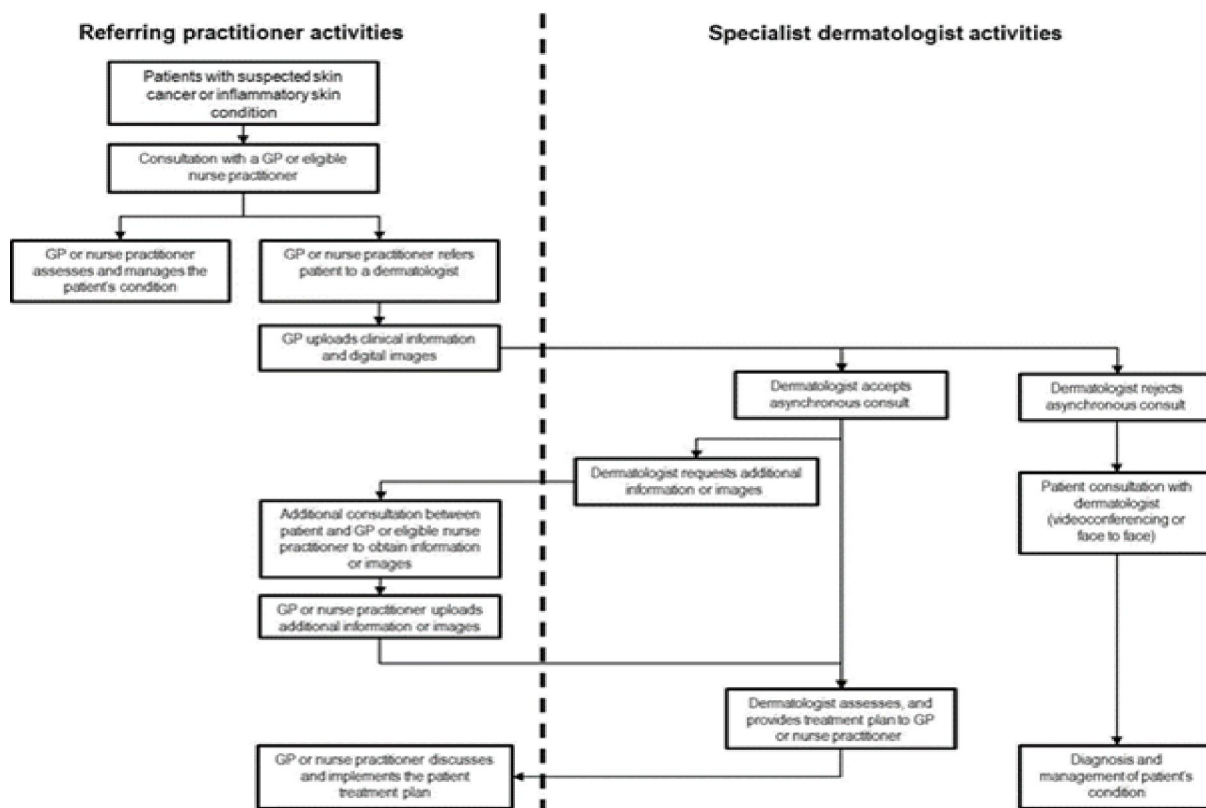 Referring practitioner activities
Specialist dermatologist activities
Patients with suspected skin
cancer or inflammatory skin
condition
Consultation with a GP or eligible
nurse practitioner
GP or nurse practitioner
assesses and manages the
patient's condition
GP or nurse practitioner refers
patient to a dermatologist
GP uploads clinical information
and digital images
Dermatologist accepts
asynchronous consult
Dermatologist rejects
asynchronous consult
Dermatologist requests additional
information or images
Patient consultation with
dermatologist
(videoconferencing or
face to face)
Additional consultation between
patient and GP or eligible nurse
practitioner to obtain information
or images
GP or nurse practitioner uploads
additional information or images
Dermatologist assesses, and
provides treatment plan to GP
or nurse practitioner
GP or nurse practitioner discusses
and implements the patient
treatment plan
Diagnosis and
management of patient's
condition